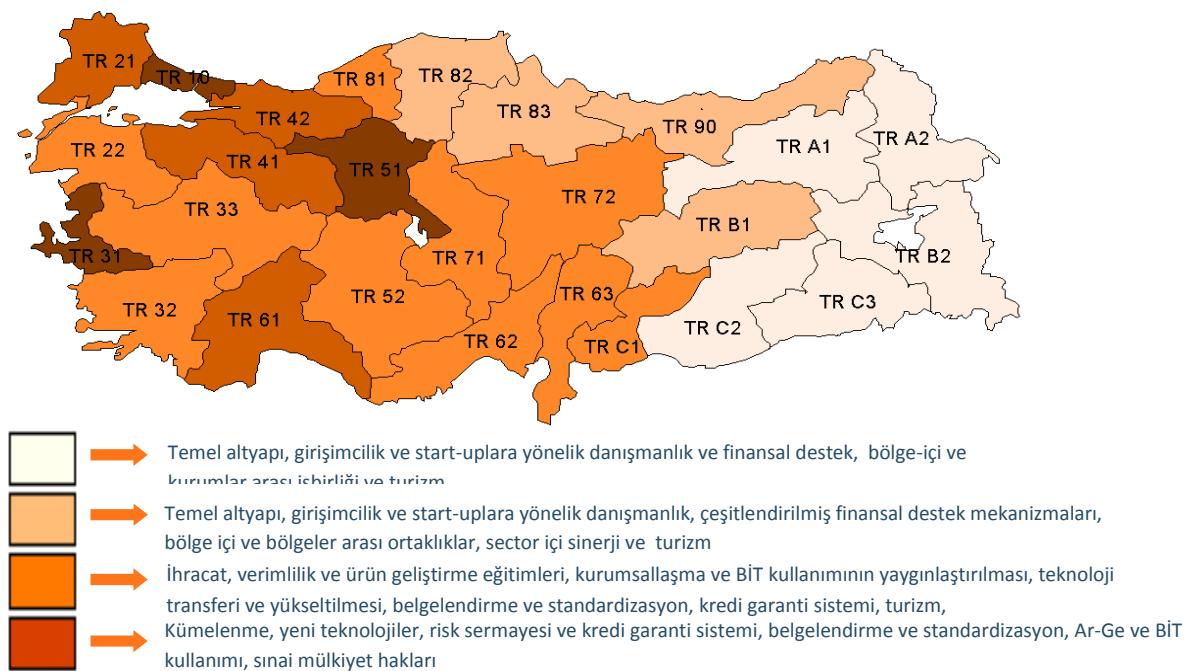 TR 21
TR 10
TR 81
TR 82
TR 42
TR 83
TR 90
TR 22
TR A1
TR A2
TR 41
TR 51
TR 72
TR 33
TR B1
TR 31
TR 71
TR B2
TR 32
TR 52
TR 63
TR C3
TR 61
TR 62
TR C1
TR C2
Temel altyapı, girişimcilik ve start-uplara yönelik danışmanlık ve finansal destek, bölge-içi ve
kurumlar arası işbirliği ve turizm
Temel altyapı, girişimcilik ve start-uplara yönelik danışmanlık, çeşitlendirilmiş finansal destek mekanizmaları,
bölge içi ve bölgeler arası ortaklıklar, sector içi sinerji ve turizm
İhracat, verimlilik ve ürün geliştirme eğitimleri, kurumsallaşma ve BİT kullanımının yaygınlaştırılması, teknoloji
transferi ve yükseltilmesi, belgelendirme ve standardizasyon, kredi garanti sistemi, turizm,
Kümelenme, yeni teknolojiler, risk sermayesi ve kredi garanti sistemi, belgelendirme ve standardizasyon, Ar-Ge ve BİT
kullanımı, sınai mülkiyet hakları